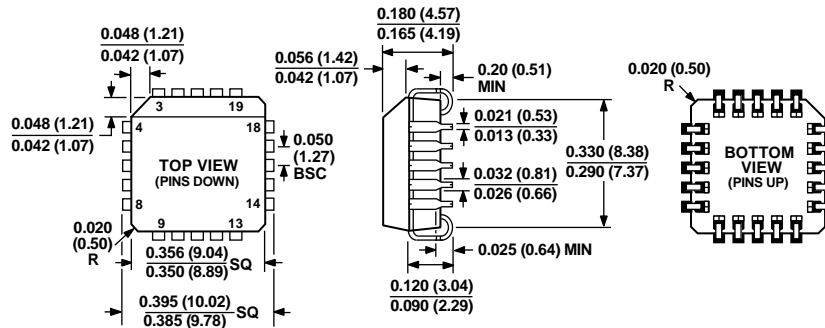 0.048 (1.21)
0.042 (1.07)
0.048 (1.21)
0.042 (1.07)
3
19
4
18
8
14
9
13
TOP VIEW
(PINS DOWN)
0.050
(1.27)
BSC
0.020
(0.50)
R
0.356 (9.04)
0.350 (8.89)
SQ
0.395 (10.02)
0.385 (9.78)
SQ
0.180 (4.57)
0.165 (4.19)
0.056 (1.42)
0.042 (1.07)
0.20 (0.51)
MIN
0.021 (0.53)
0.013 (0.33)
0.032 (0.81)
0.026 (0.66)
0.330 (8.38)
0.290 (7.37)
0.025 (0.64) MIN
0.120 (3.04)
0.090 (2.29)
0.020 (0.50)
R
BOTTOM
VIEW
(PINS UP)